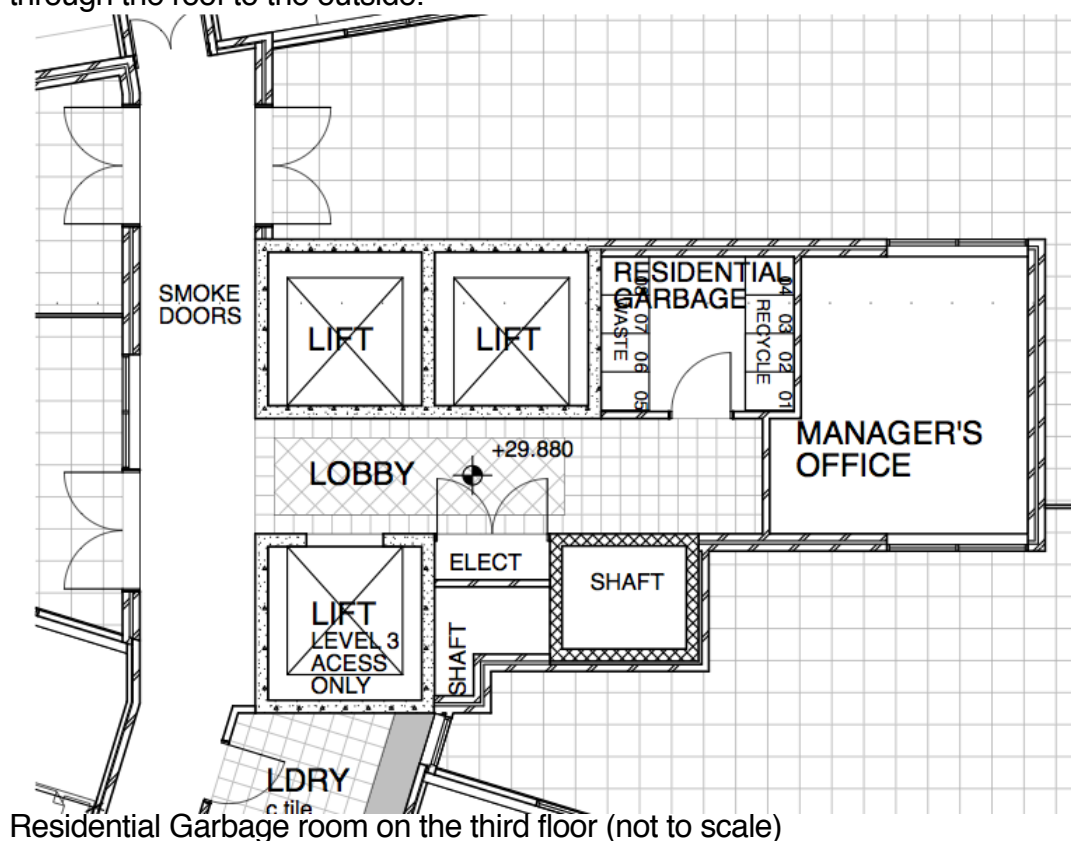 through the roof to the outside.
SMOKE
DOORS
LIFT
LIFT
RESIDENTIAL
GARBAGE
08
07
06
05
WASTE
04
03
02
01
RECYCLE
MANAGER'S
OFFICE
LOBBY
+29.880
ELECT
SHAFT
SHAFT
LIFT
LEVEL 3
ACESS
ONLY
LDRY
c tile
Residential Garbage room on the third floor (not to scale)